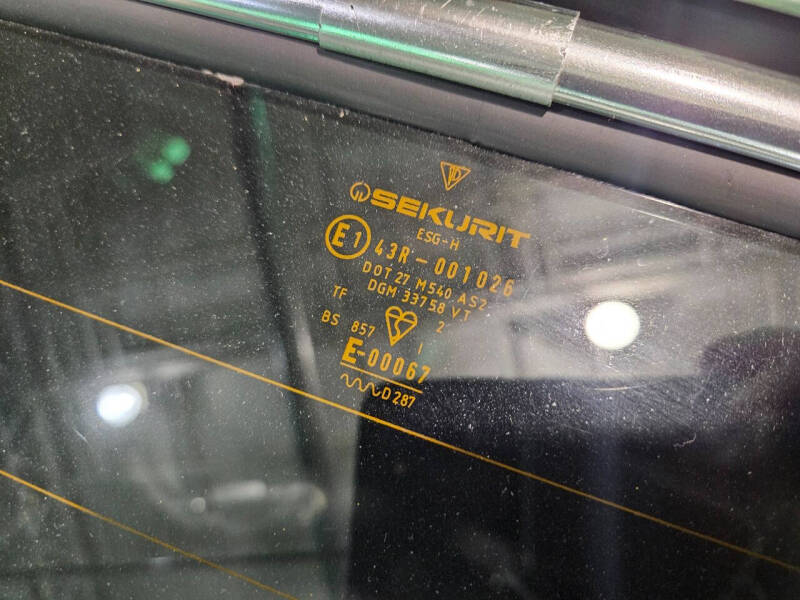 SEKURIT
ESG-H
E1 43R-001026
DOT 27 M540 AS2
DGM 33758 VT
TF 2
BS 857 I
E-00067
D287